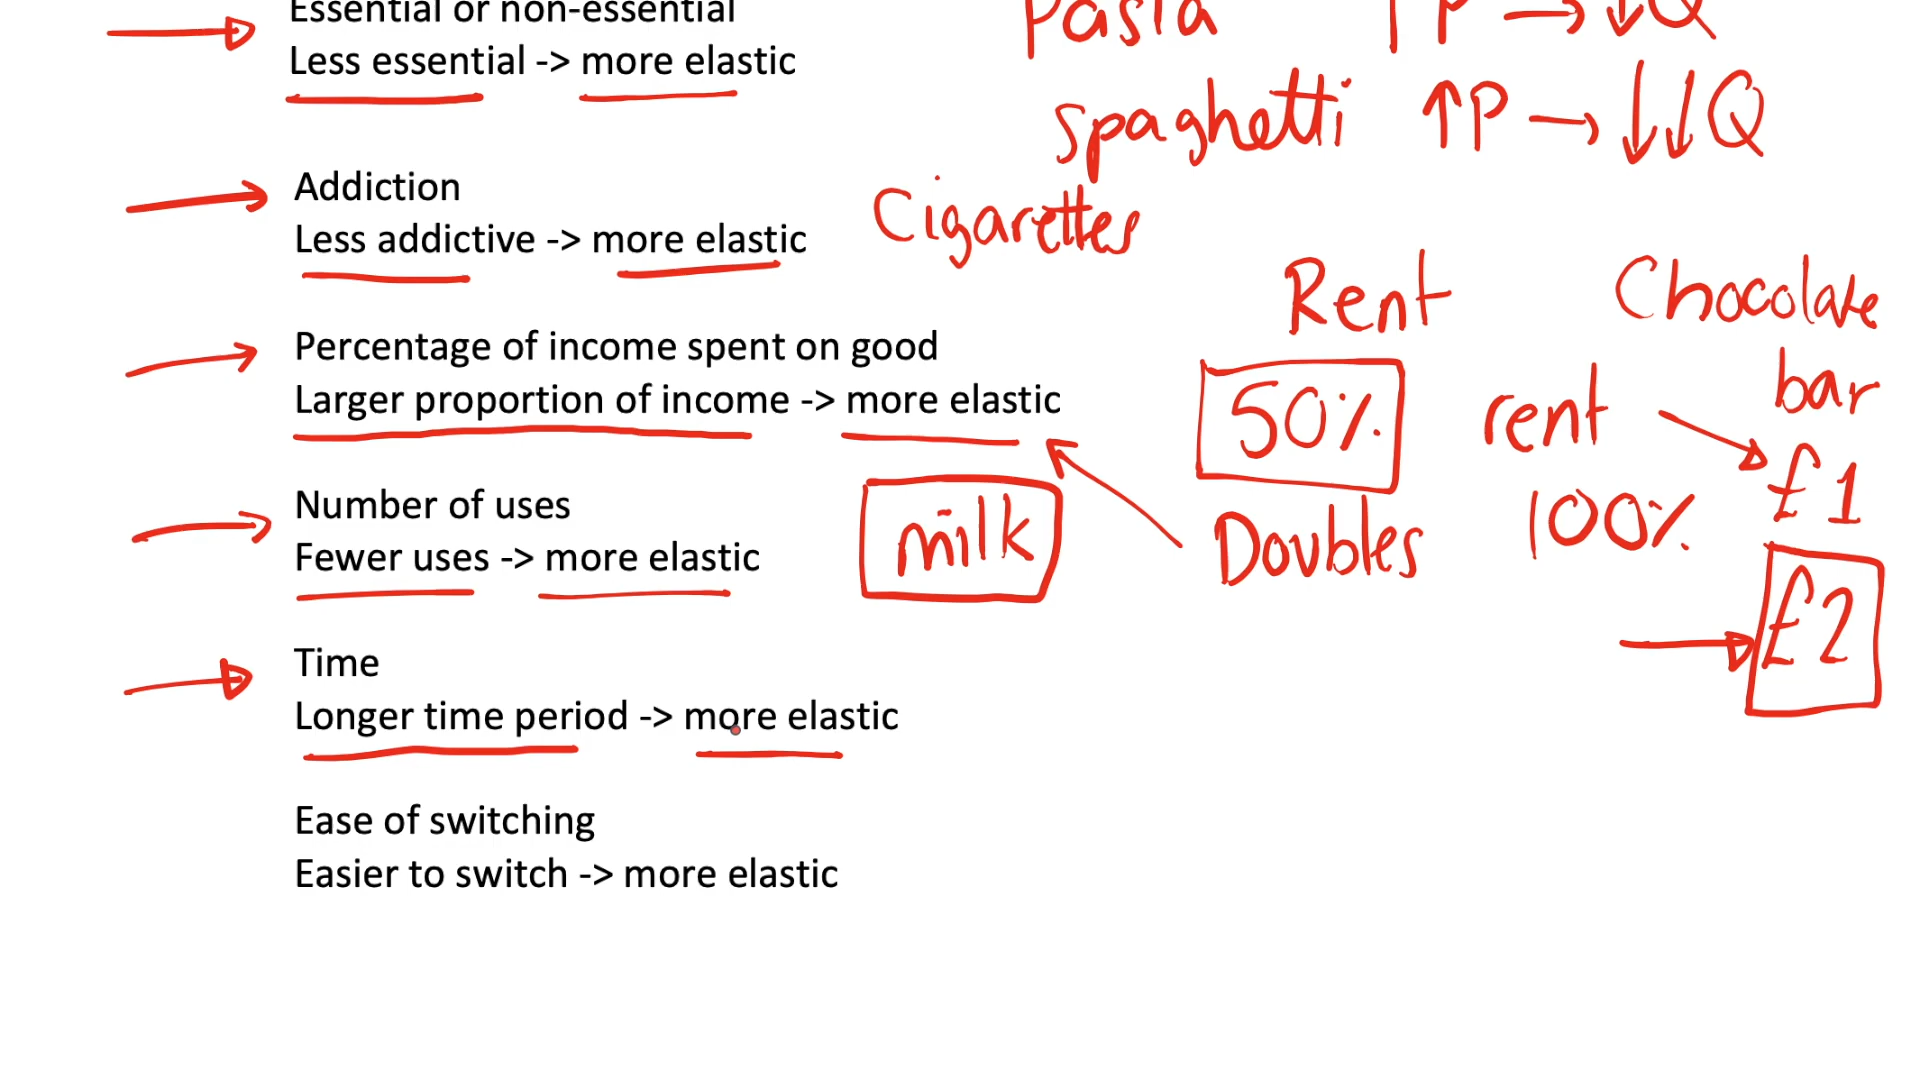 Essential or non-essential
Less essential -> more elastic
Pasta ↑P → ↓Q
spaghetti ↑P → ↓↓Q
Addiction
Less addictive -> more elastic
Cigarettes
Percentage of income spent on good
Larger proportion of income -> more elastic
Rent
50%
Doubles
rent
100%
Chocolate
bar
£1
£2
Number of uses
Fewer uses -> more elastic
milk
Time
Longer time period -> more elastic
Ease of switching
Easier to switch -> more elastic